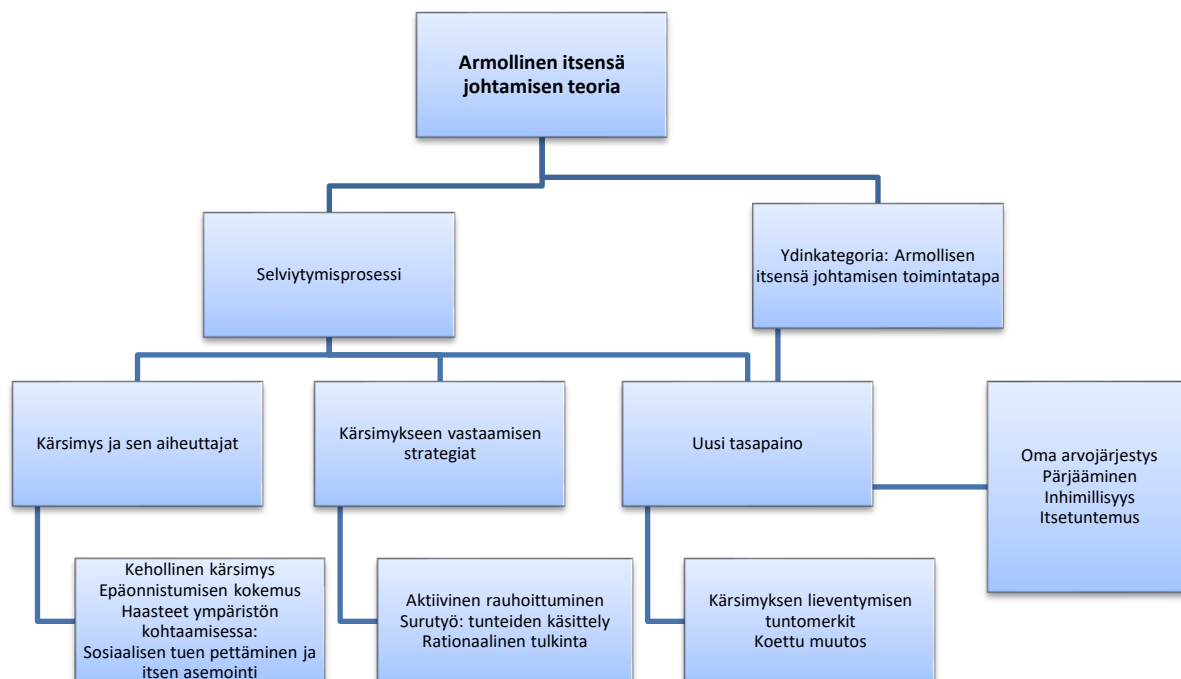 Armollinen itsensä
johtamisen teoria
Selviytymisprosessi
Ydinkategoria: Armollisen
itsensä johtamisen toimintatapa
Kärsimys ja sen aiheuttajat
Kärsimykseen vastaamisen
strategiat
Uusi tasapaino
Oma arvojärjestys
Pärjääminen
Inhimillisyys
Itsetuntemus
Kehollinen kärsimys
Epäonnistumisen kokemus
Haasteet ympäristön
kohtaamisessa:
Sosiaalisen tuen pettäminen ja
itsen asemointi
Aktiivinen rauhoittuminen
Surutyö: tunteiden käsittely
Rationaalinen tulkinta
Kärsimyksen lieventymisen
tuntomerkit
Koettu muutos